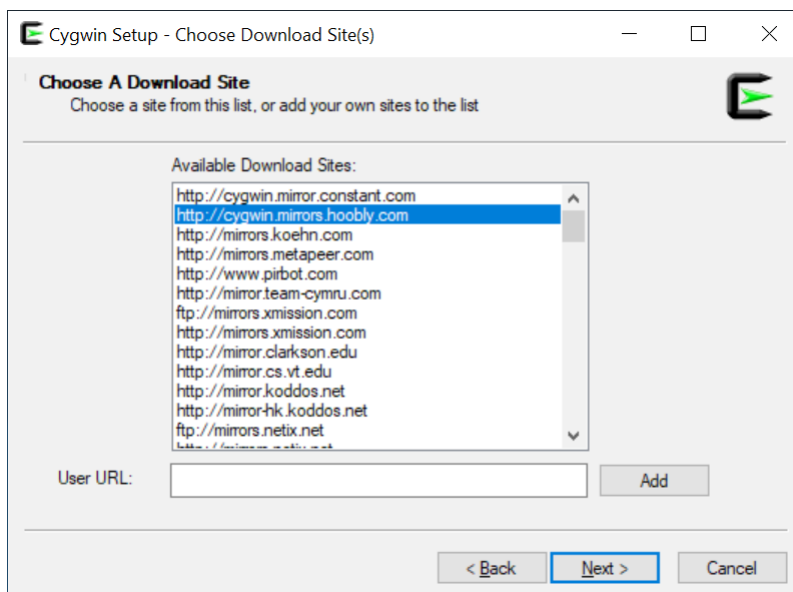 Cygwin Setup - Choose Download Site(s)
Choose A Download Site
Choose a site from this list, or add your own sites to the list
Available Download Sites:
http://cygwin.mirror.constant.com
http://cygwin.mirrors.hoobly.com
http://mirrors.koehn.com
http://mirrors.metapeer.com
http://www.pirbot.com
http://mirror.team-cymru.com
ftp://mirrors.xmission.com
http://mirrors.xmission.com
http://mirror.clarkson.edu
http://mirror.cs.vt.edu
http://mirror.koddos.net
http://mirror-hk.koddos.net
ftp://mirrors.netix.net
User URL:
Add
< Back
Next >
Cancel